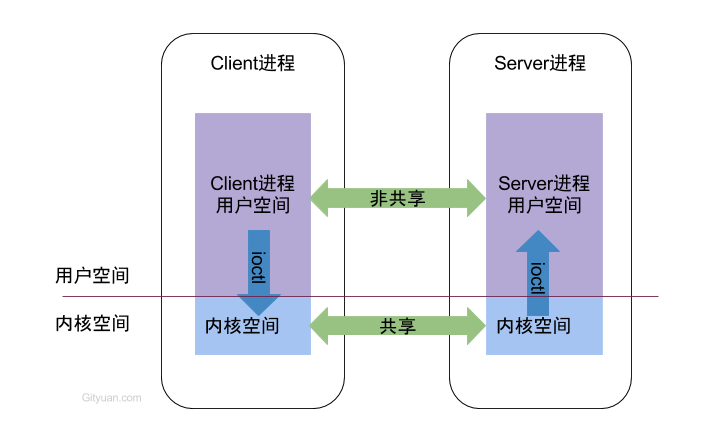 Client进程
Server进程
Client进程
用户空间
非共享
Server进程
用户空间
ioctl
ioctl
用户空间
内核空间
内核空间
共享
内核空间
Gityuan.com